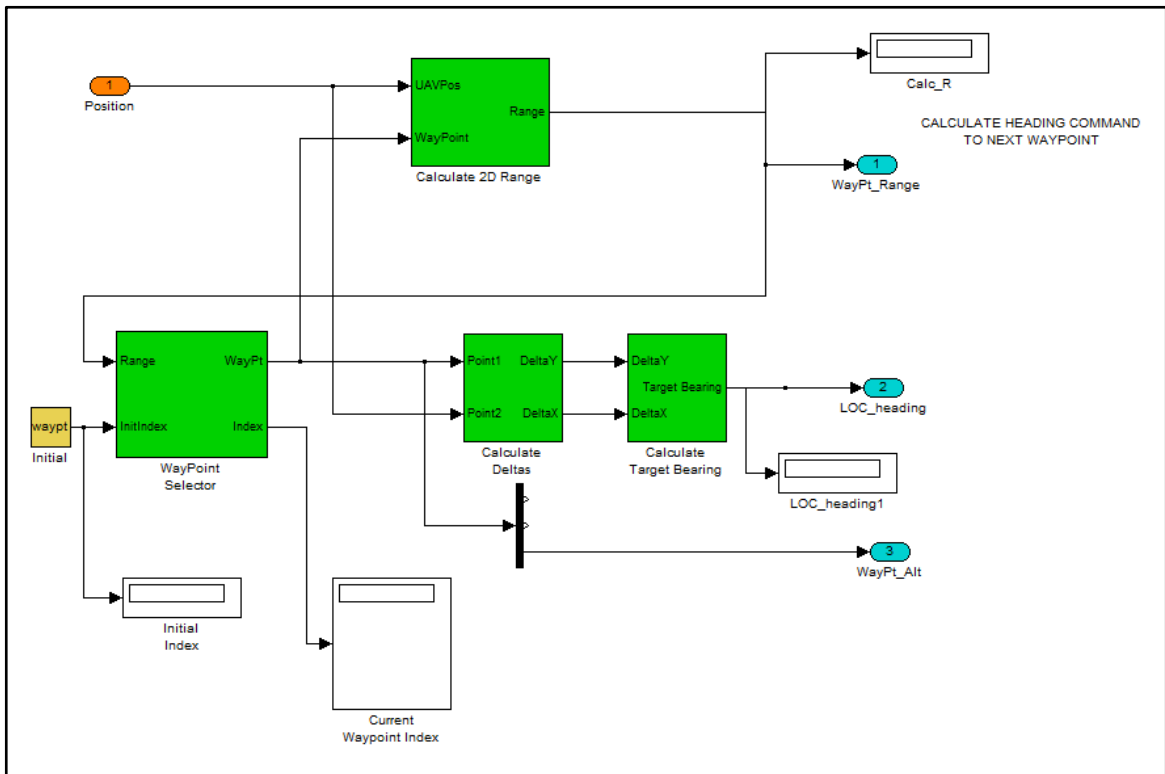 1
Position
UAVPos
WayPoint
Range
Calculate 2D Range
Calc_R
CALCULATE HEADING COMMAND
TO NEXT WAYPOINT
1
WayPt_Range
Range
WayPt
InitIndex
Index
WayPoint
Selector
waypt
Initial
Point1
DeltaY
Point2
DeltaX
Calculate
Deltas
DeltaY
Target Bearing
DeltaX
Calculate
Target Bearing
2
LOC_heading
LOC_heading1
3
WayPt_Alt
Initial
Index
Current
Waypoint Index